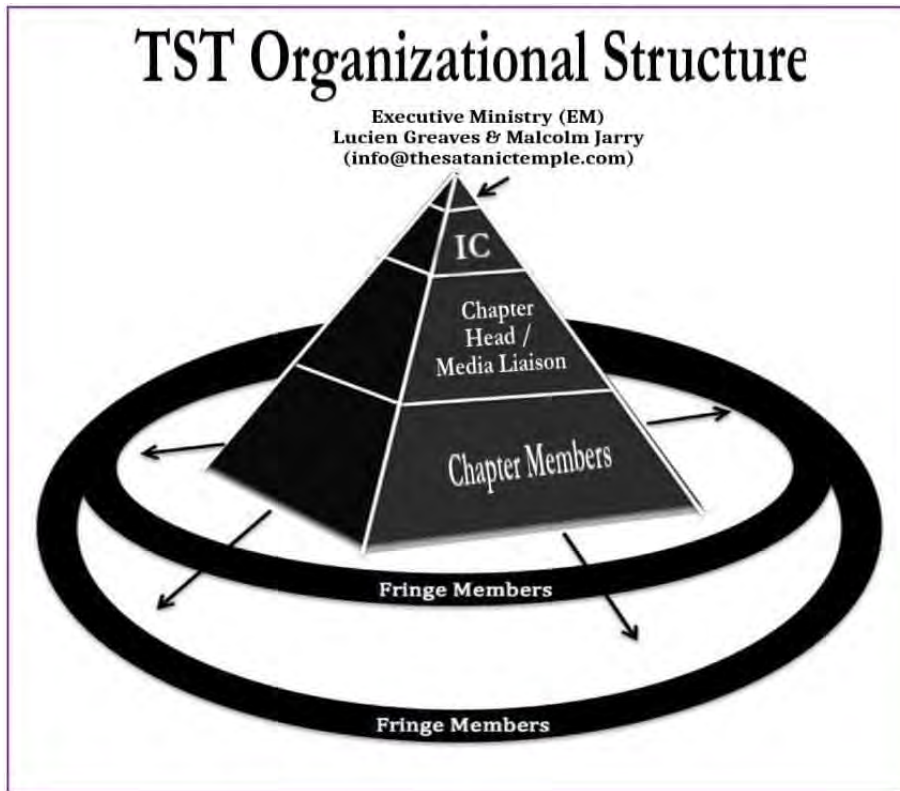 TST Organizational Structure
Executive Ministry (EM)
Lucien Greaves & Malcolm Jarry
(info@thesatanictemple.com)
IC
Chapter
Head /
Media Liaison
Chapter Members
Fringe Members
Fringe Members